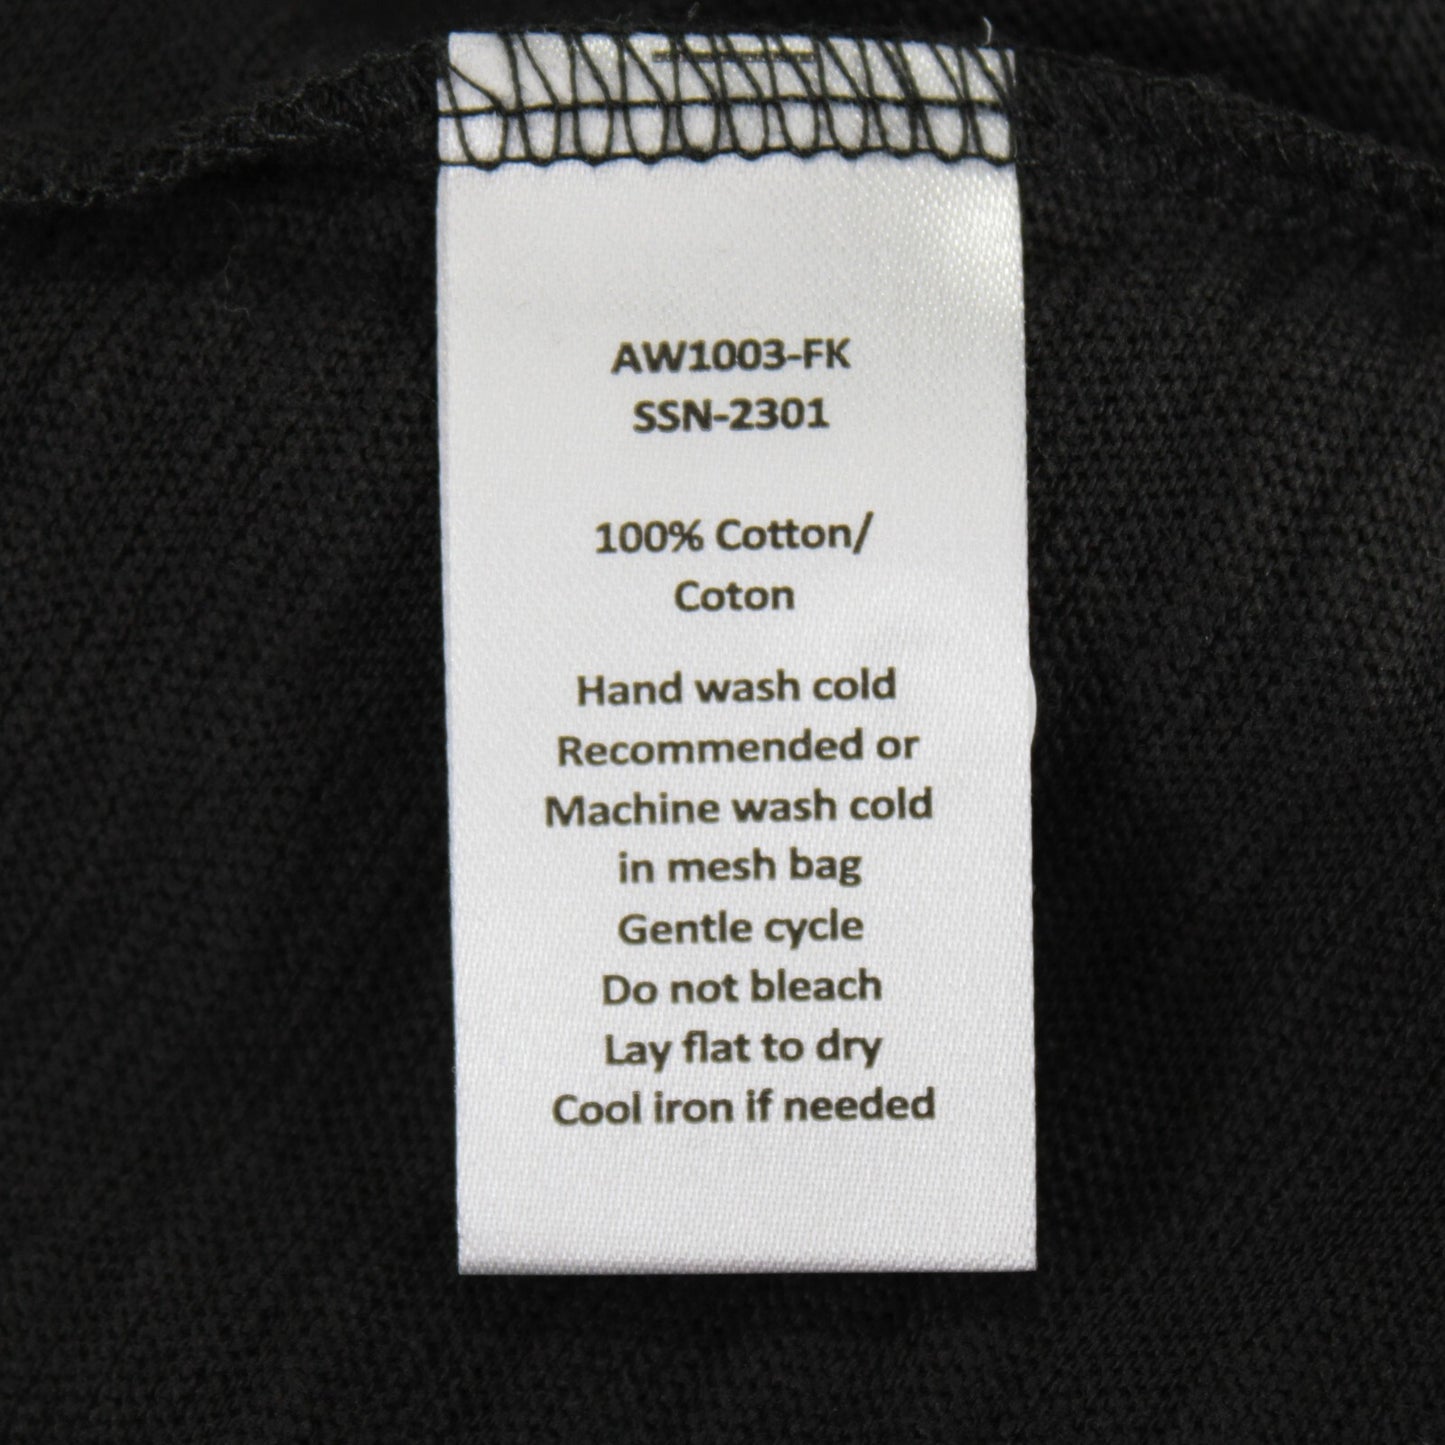 AW1003-FK
SSN-2301
100% Cotton/
Coton
Hand wash cold
Recommended or
Machine wash cold
in mesh bag
Gentle cycle
Do not bleach
Lay flat to dry
Cool iron if needed